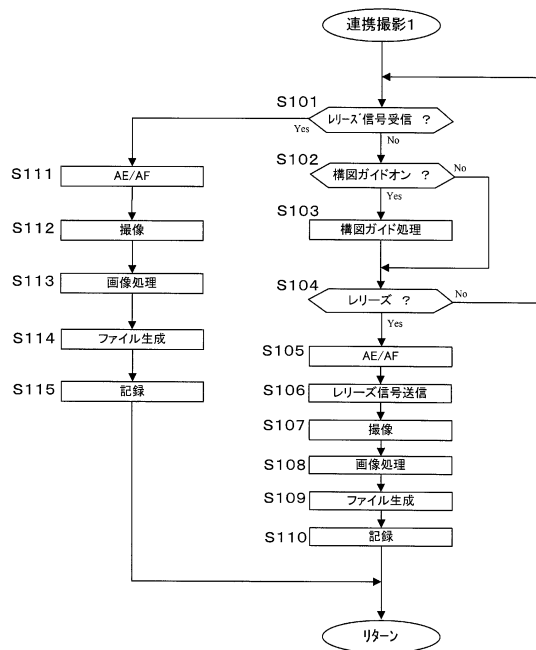 連携撮影1
S101
レリーズ信号受信 ?
Yes
No
S102
構図ガイドオン ?
No
Yes
S103
構図ガイド処理
S104
レリーズ ?
No
Yes
S105
AE/AF
S106
レリーズ信号送信
S107
撮像
S108
画像処理
S109
ファイル生成
S110
記録
S111
AE/AF
S112
撮像
S113
画像処理
S114
ファイル生成
S115
記録
リターン